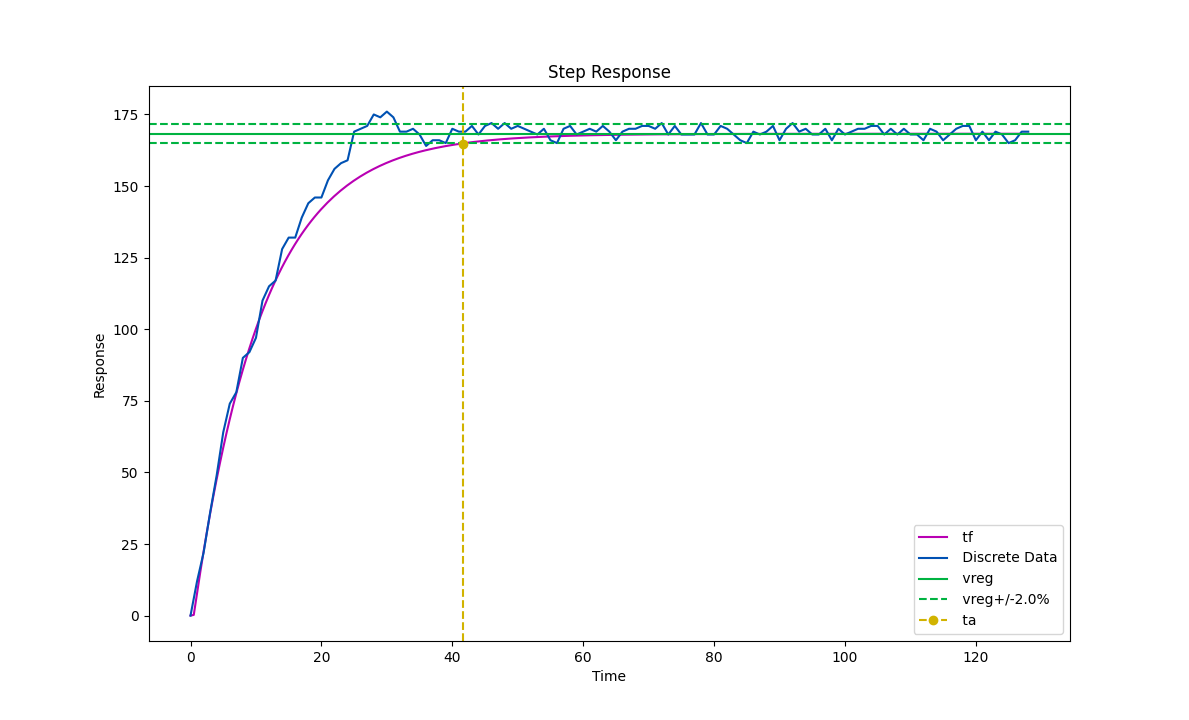 Step Response
175
150
125
100
75
50
25
0
Response
0 20 40 60 80 100 120
Time
tf
Discrete Data
vreg
vreg+/-2.0%
ta